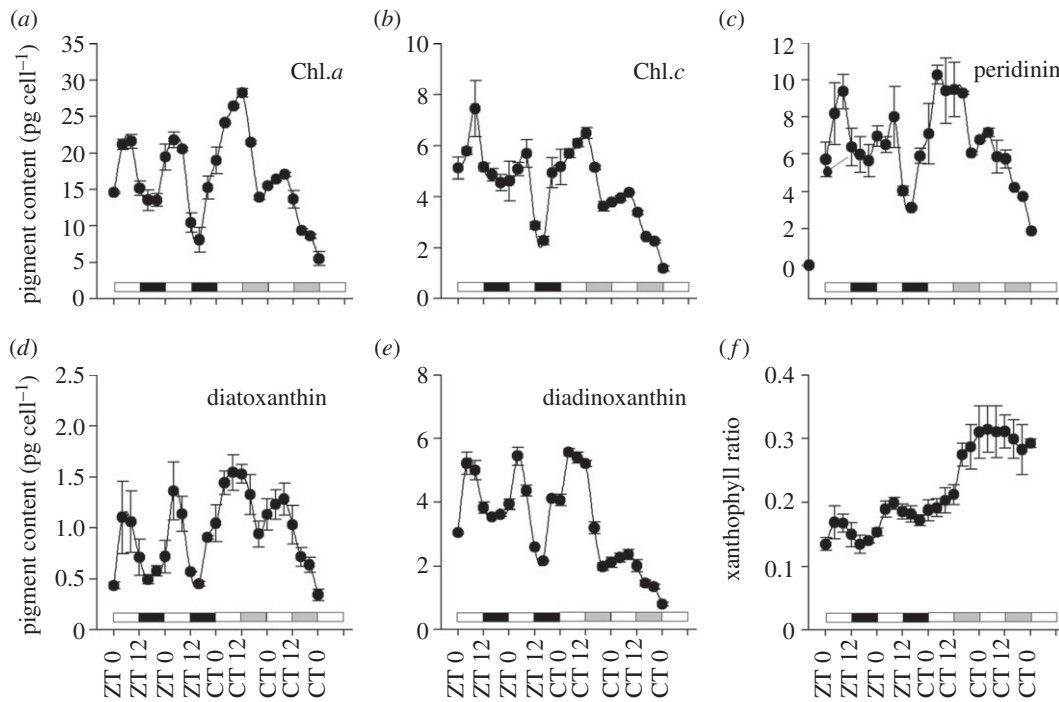 (a)
(b)
(c)
pigment content (pg cell⁻¹)
35
30
25
20
15
10
5
0
Chl.a
10
8
6
4
2
0
Chl.c
12
10
8
6
4
2
0
peridinin
(d)
(e)
(f)
pigment content (pg cell⁻¹)
2.5
2.0
1.5
1.0
0.5
0
diatoxanthin
8
6
4
2
0
diadinoxanthin
xanthophyll ratio
0.4
0.3
0.2
0.1
0
ZT 0
ZT 12
ZT 0
ZT 12
CT 0
CT 12
CT 0
CT 12
CT 0
ZT 0
ZT 12
ZT 0
ZT 12
CT 0
CT 12
CT 0
CT 12
CT 0
ZT 0
ZT 12
ZT 0
ZT 12
CT 0
CT 12
CT 0
CT 12
CT 0